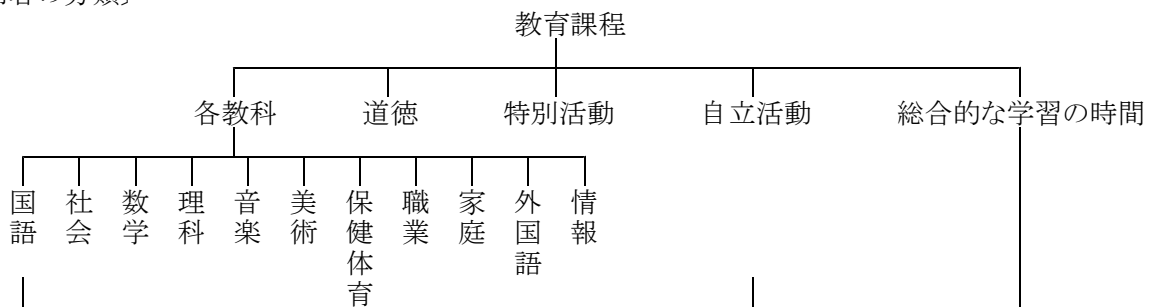 教育課程
各教科 道徳 特別活動 自立活動 総合的な学習の時間
国語 社会 数学 理科 音楽 美術 保健体育 職業 家庭 外国語 情報